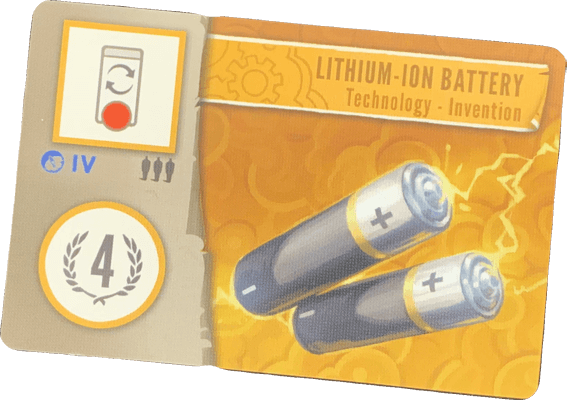 LITHIUM-ION BATTERY
Technology - Invention
IV
4
+
-
+
-